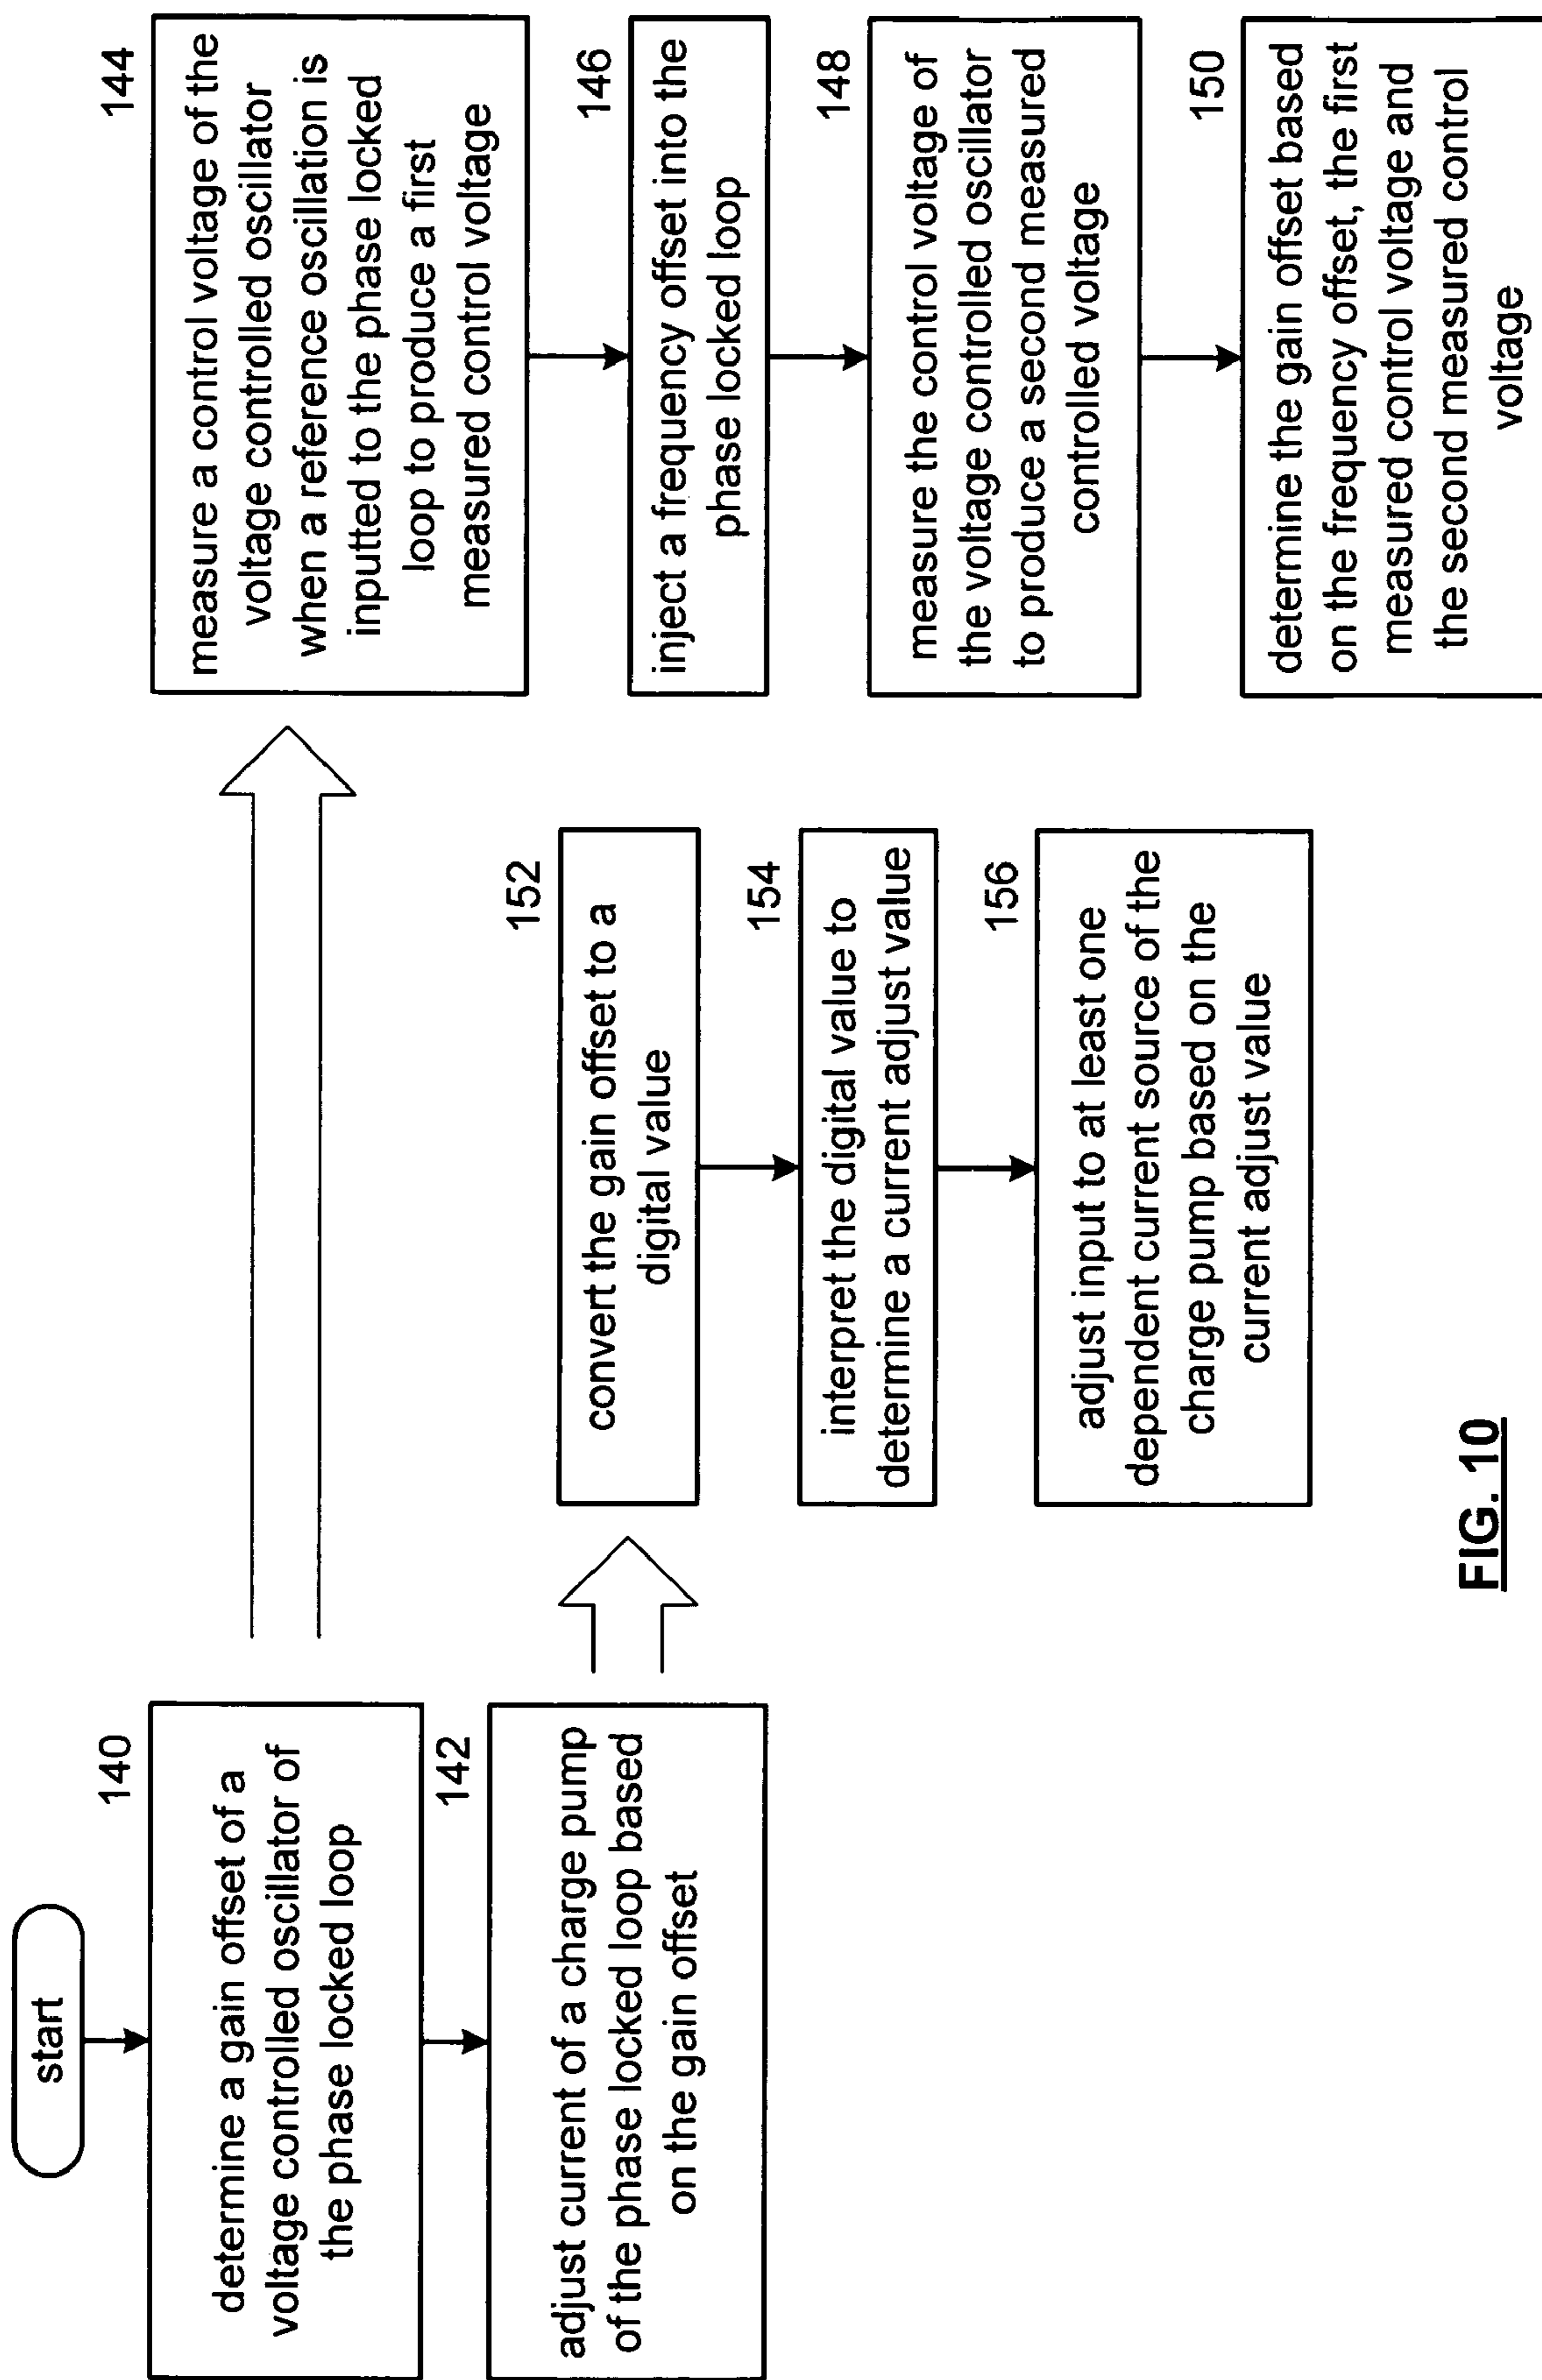 start
140
determine a gain offset of a
voltage controlled oscillator of
the phase locked loop
142
adjust current of a charge pump
of the phase locked loop based
on the gain offset
144
measure a control voltage of the
voltage controlled oscillator
when a reference oscillation is
inputted to the phase locked
loop to produce a first
measured control voltage
146
inject a frequency offset into the
phase locked loop
148
measure the control voltage of
the voltage controlled oscillator
to produce a second measured
controlled voltage
150
determine the gain offset based
on the frequency offset, the first
measured control voltage and
the second measured control
voltage
152
convert the gain offset to a
digital value
154
interpret the digital value to
determine a current adjust value
156
adjust input to at least one
dependent current source of the
charge pump based on the
current adjust value
FIG. 10